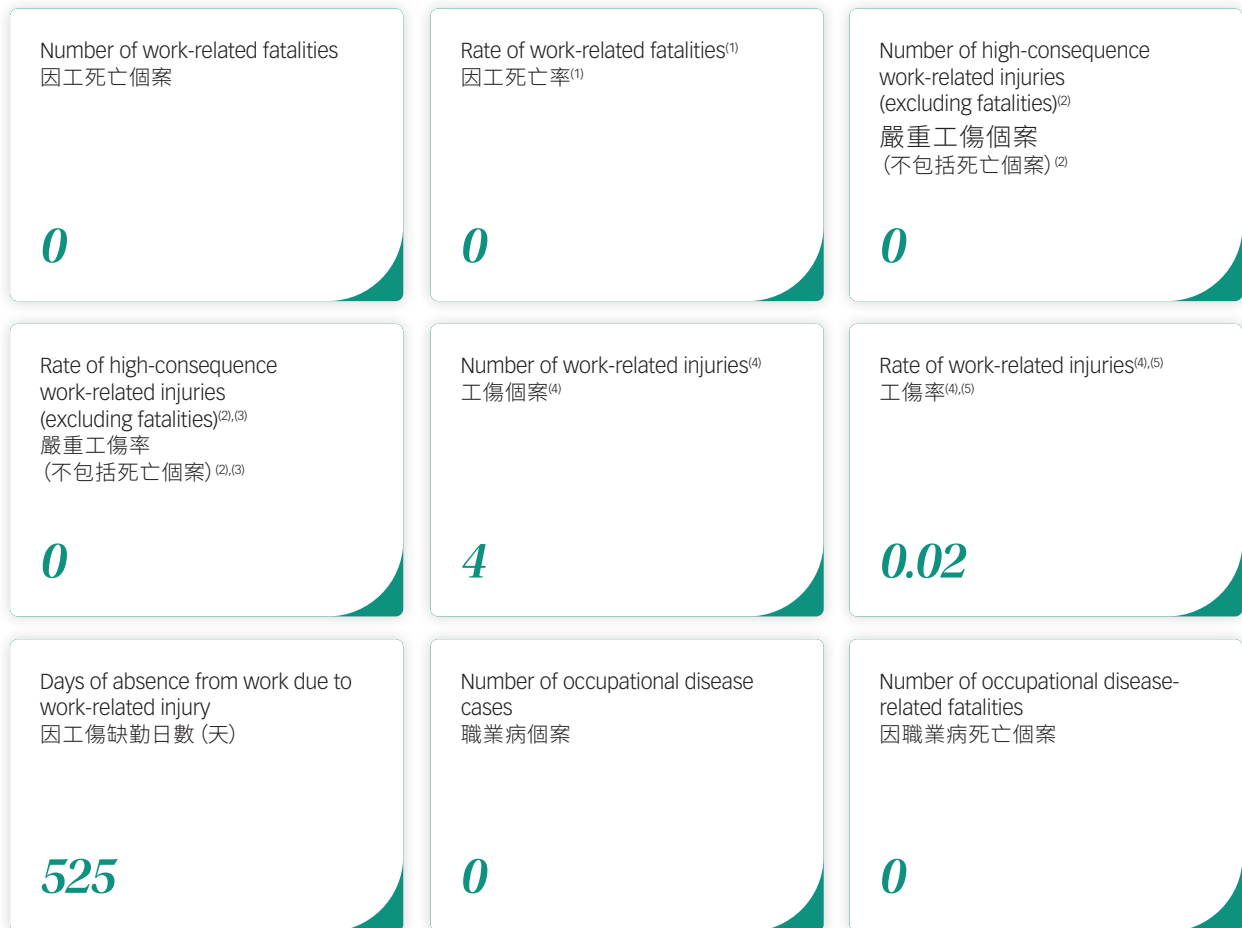 Number of work-related fatalities
因工死亡個案
0
Rate of work-related fatalities(1)
因工死亡率(1)
0
Number of high-consequence
work-related injuries
(excluding fatalities)(2)
嚴重工傷個案
(不包括死亡個案)(2)
0
Rate of high-consequence
work-related injuries
(excluding fatalities)(2),(3)
嚴重工傷率
(不包括死亡個案)(2),(3)
0
Number of work-related injuries(4)
工傷個案(4)
4
Rate of work-related injuries(4),(5)
工傷率(4),(5)
0.02
Days of absence from work due to
work-related injury
因工傷缺勤日數(天)
525
Number of occupational disease
cases
職業病個案
0
Number of occupational disease-
related fatalities
因職業病死亡個案
0